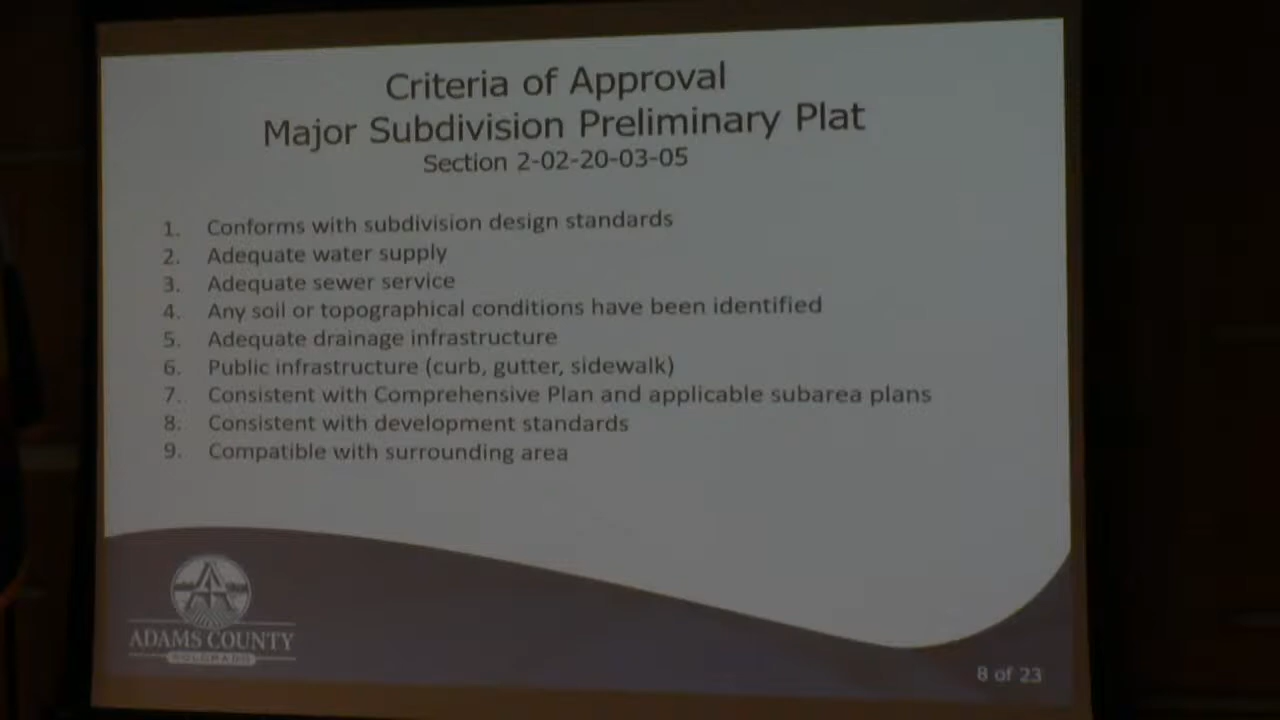 Criteria of Approval
Major Subdivision Preliminary Plat
Section 2-02-20-03-05
1. Conforms with subdivision design standards
2. Adequate water supply
3. Adequate sewer service
4. Any soil or topographical conditions have been identified
5. Adequate drainage infrastructure
6. Public infrastructure (curb, gutter, sidewalk)
7. Consistent with Comprehensive Plan and applicable subarea plans
8. Consistent with development standards
9. Compatible with surrounding area
ADAMS COUNTY
COLORADO
8 of 23